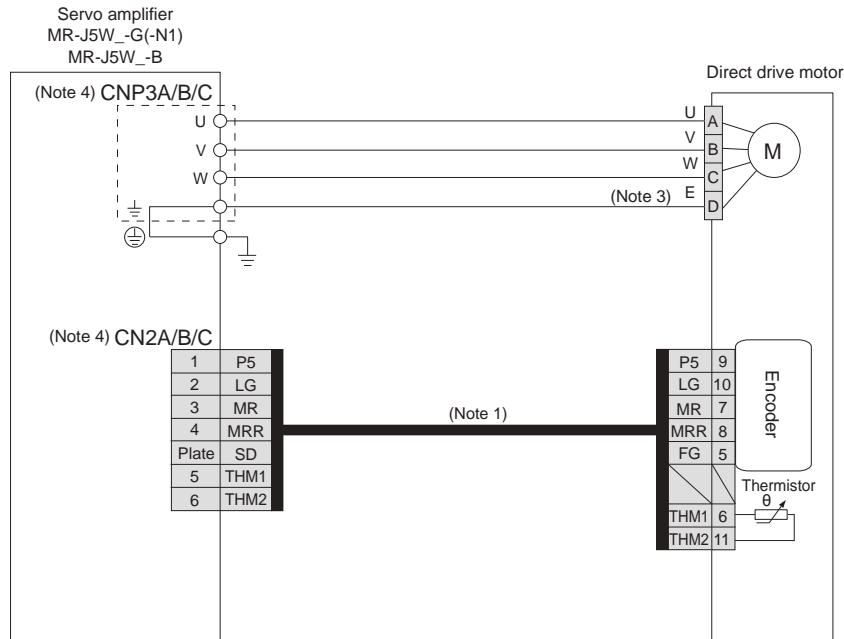 Servo amplifier
MR-J5W_-G(-N1)
MR-J5W_-B
Direct drive motor
(Note 4) CNP3A/B/C
U U A
V V B
W W C
(Note 3) E D
M
(Note 4) CN2A/B/C
1 P5
2 LG
3 MR
4 MRR
Plate SD
5 THM1
6 THM2
(Note 1)
P5 9
LG 10
MR 7
MRR 8
FG 5
THM1 6
THM2 11
Encoder
Thermistor
θ